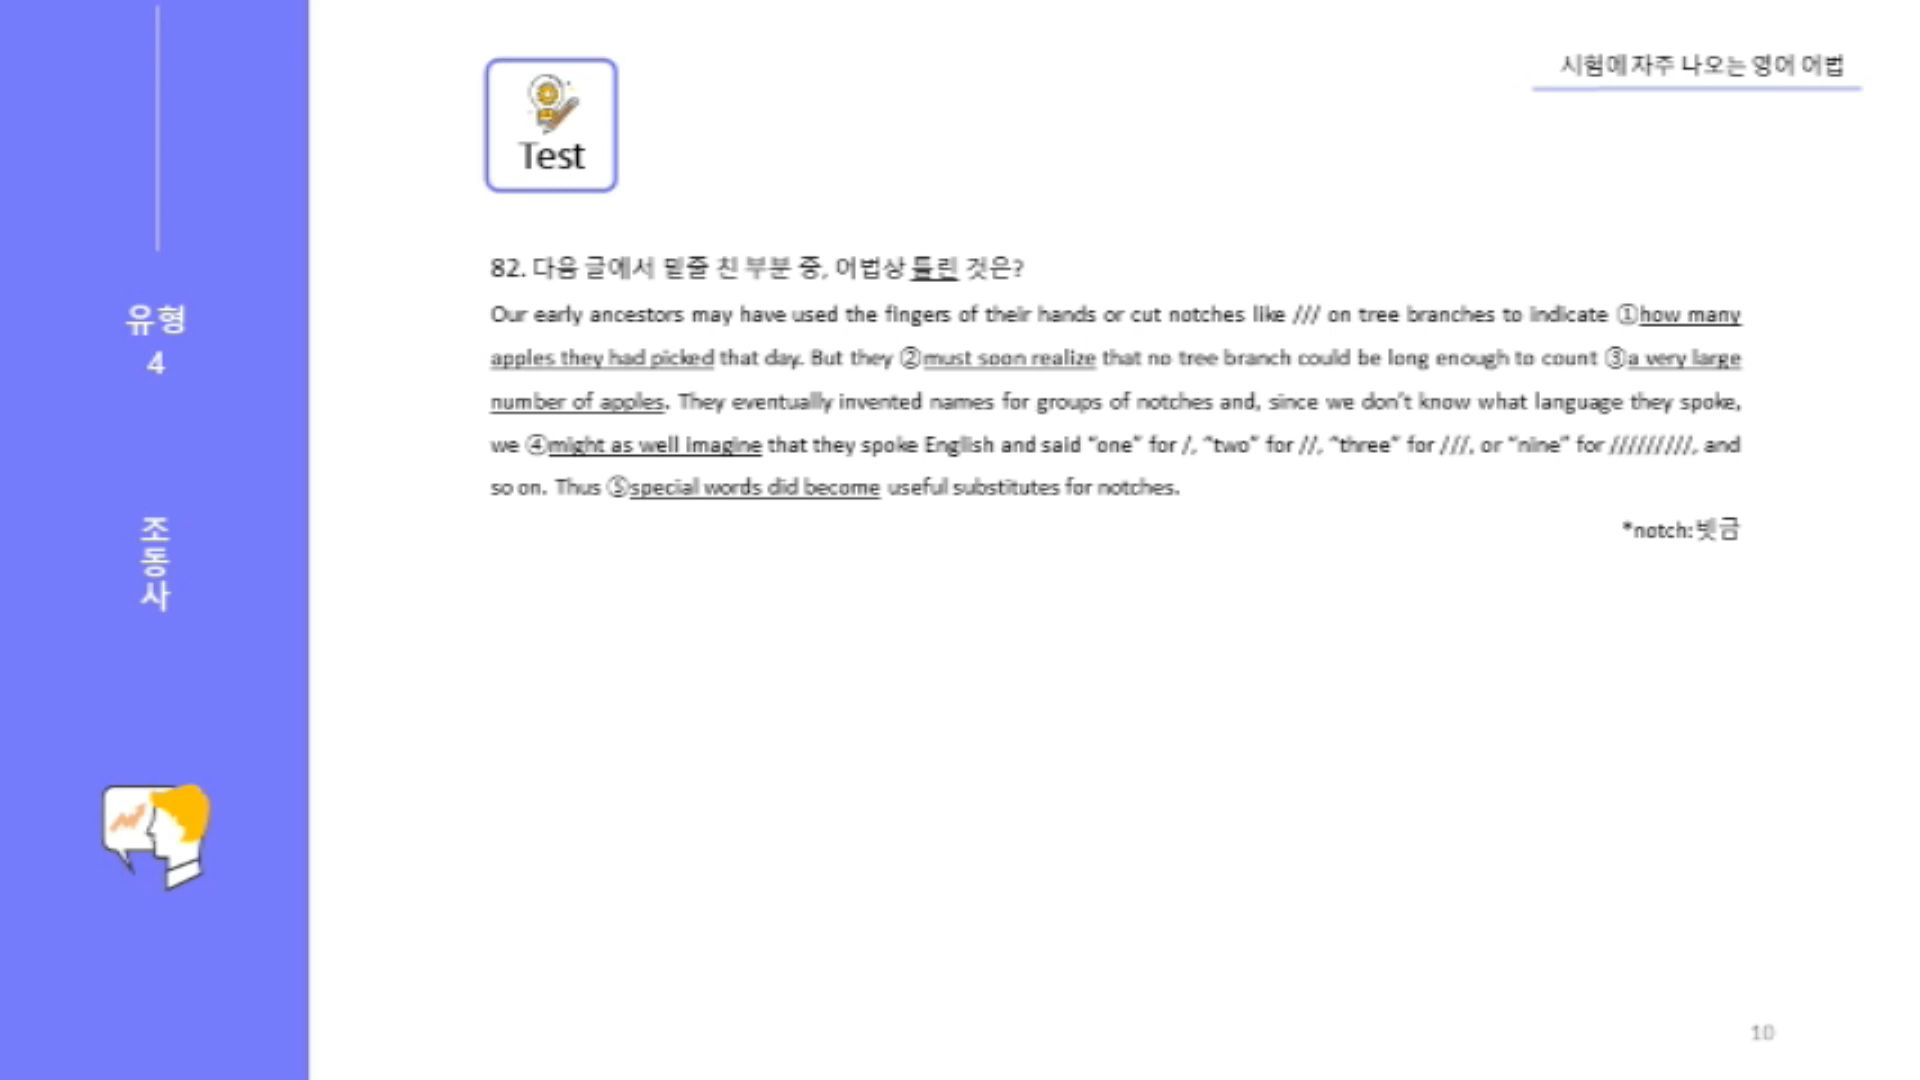 시험에 자주 나오는 영어 어법
Test
유형
4
조
동
사
82. 다음 글에서 밑줄 친 부분 중, 어법상 틀린 것은?
Our early ancestors may have used the fingers of their hands or cut notches like /// on tree branches to indicate ①how many
apples they had picked that day. But they ②must soon realize that no tree branch could be long enough to count ③a very large
number of apples. They eventually invented names for groups of notches and, since we don't know what language they spoke,
we ④might as well imagine that they spoke English and said "one" for /, "two" for //, "three" for ///, or "nine" for /////////, and
so on. Thus ⑤special words did become useful substitutes for notches.
*notch:빗금
10